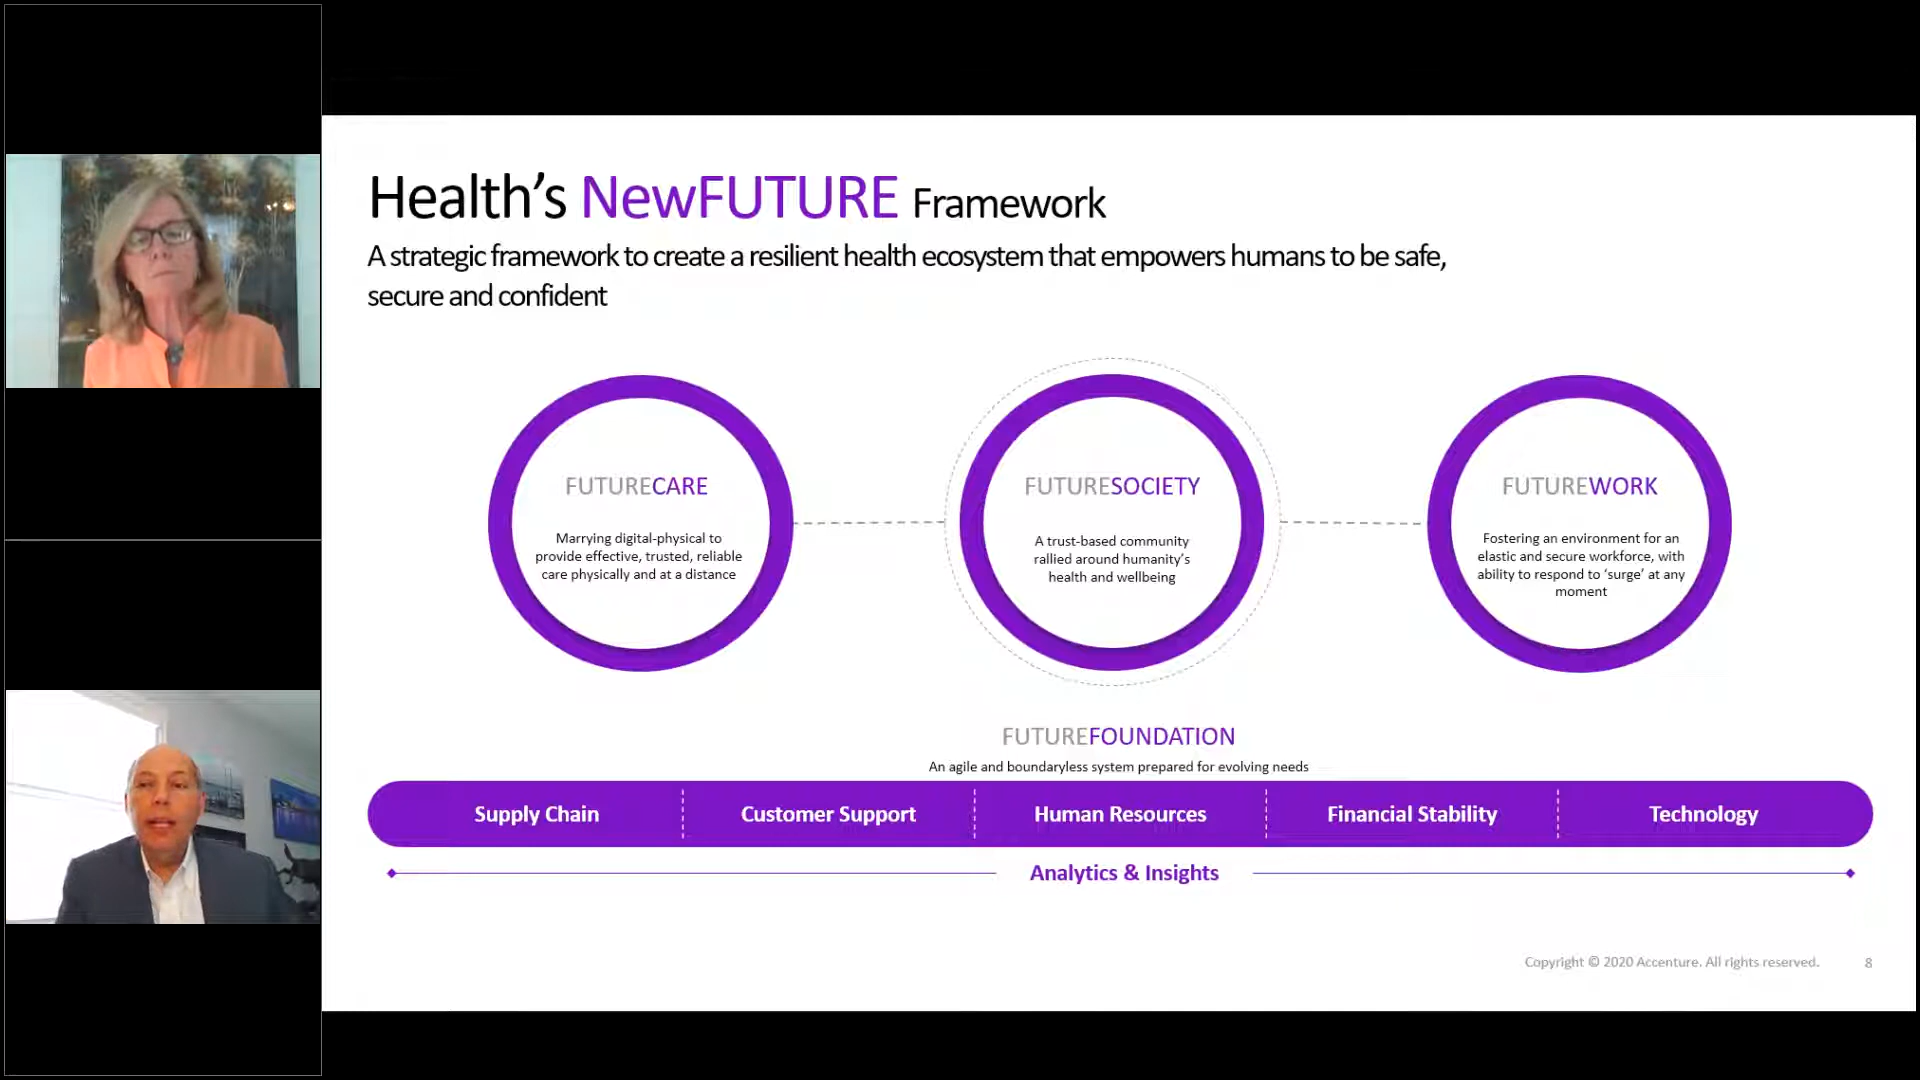 Health’s NewFUTURE Framework
A strategic framework to create a resilient health ecosystem that empowers humans to be safe,
secure and confident
FUTURECARE
Marrying digital-physical to
provide effective, trusted, reliable
care physically and at a distance
FUTURESOCIETY
A trust-based community
rallied around humanity’s
health and wellbeing
FUTUREWORK
Fostering an environment for an
elastic and secure workforce, with
ability to respond to ‘surge’ at any
moment
FUTUREFOUNDATION
An agile and boundaryless system prepared for evolving needs
Supply Chain
Customer Support
Human Resources
Financial Stability
Technology
Analytics & Insights
Copyright © 2020 Accenture. All rights reserved.
8